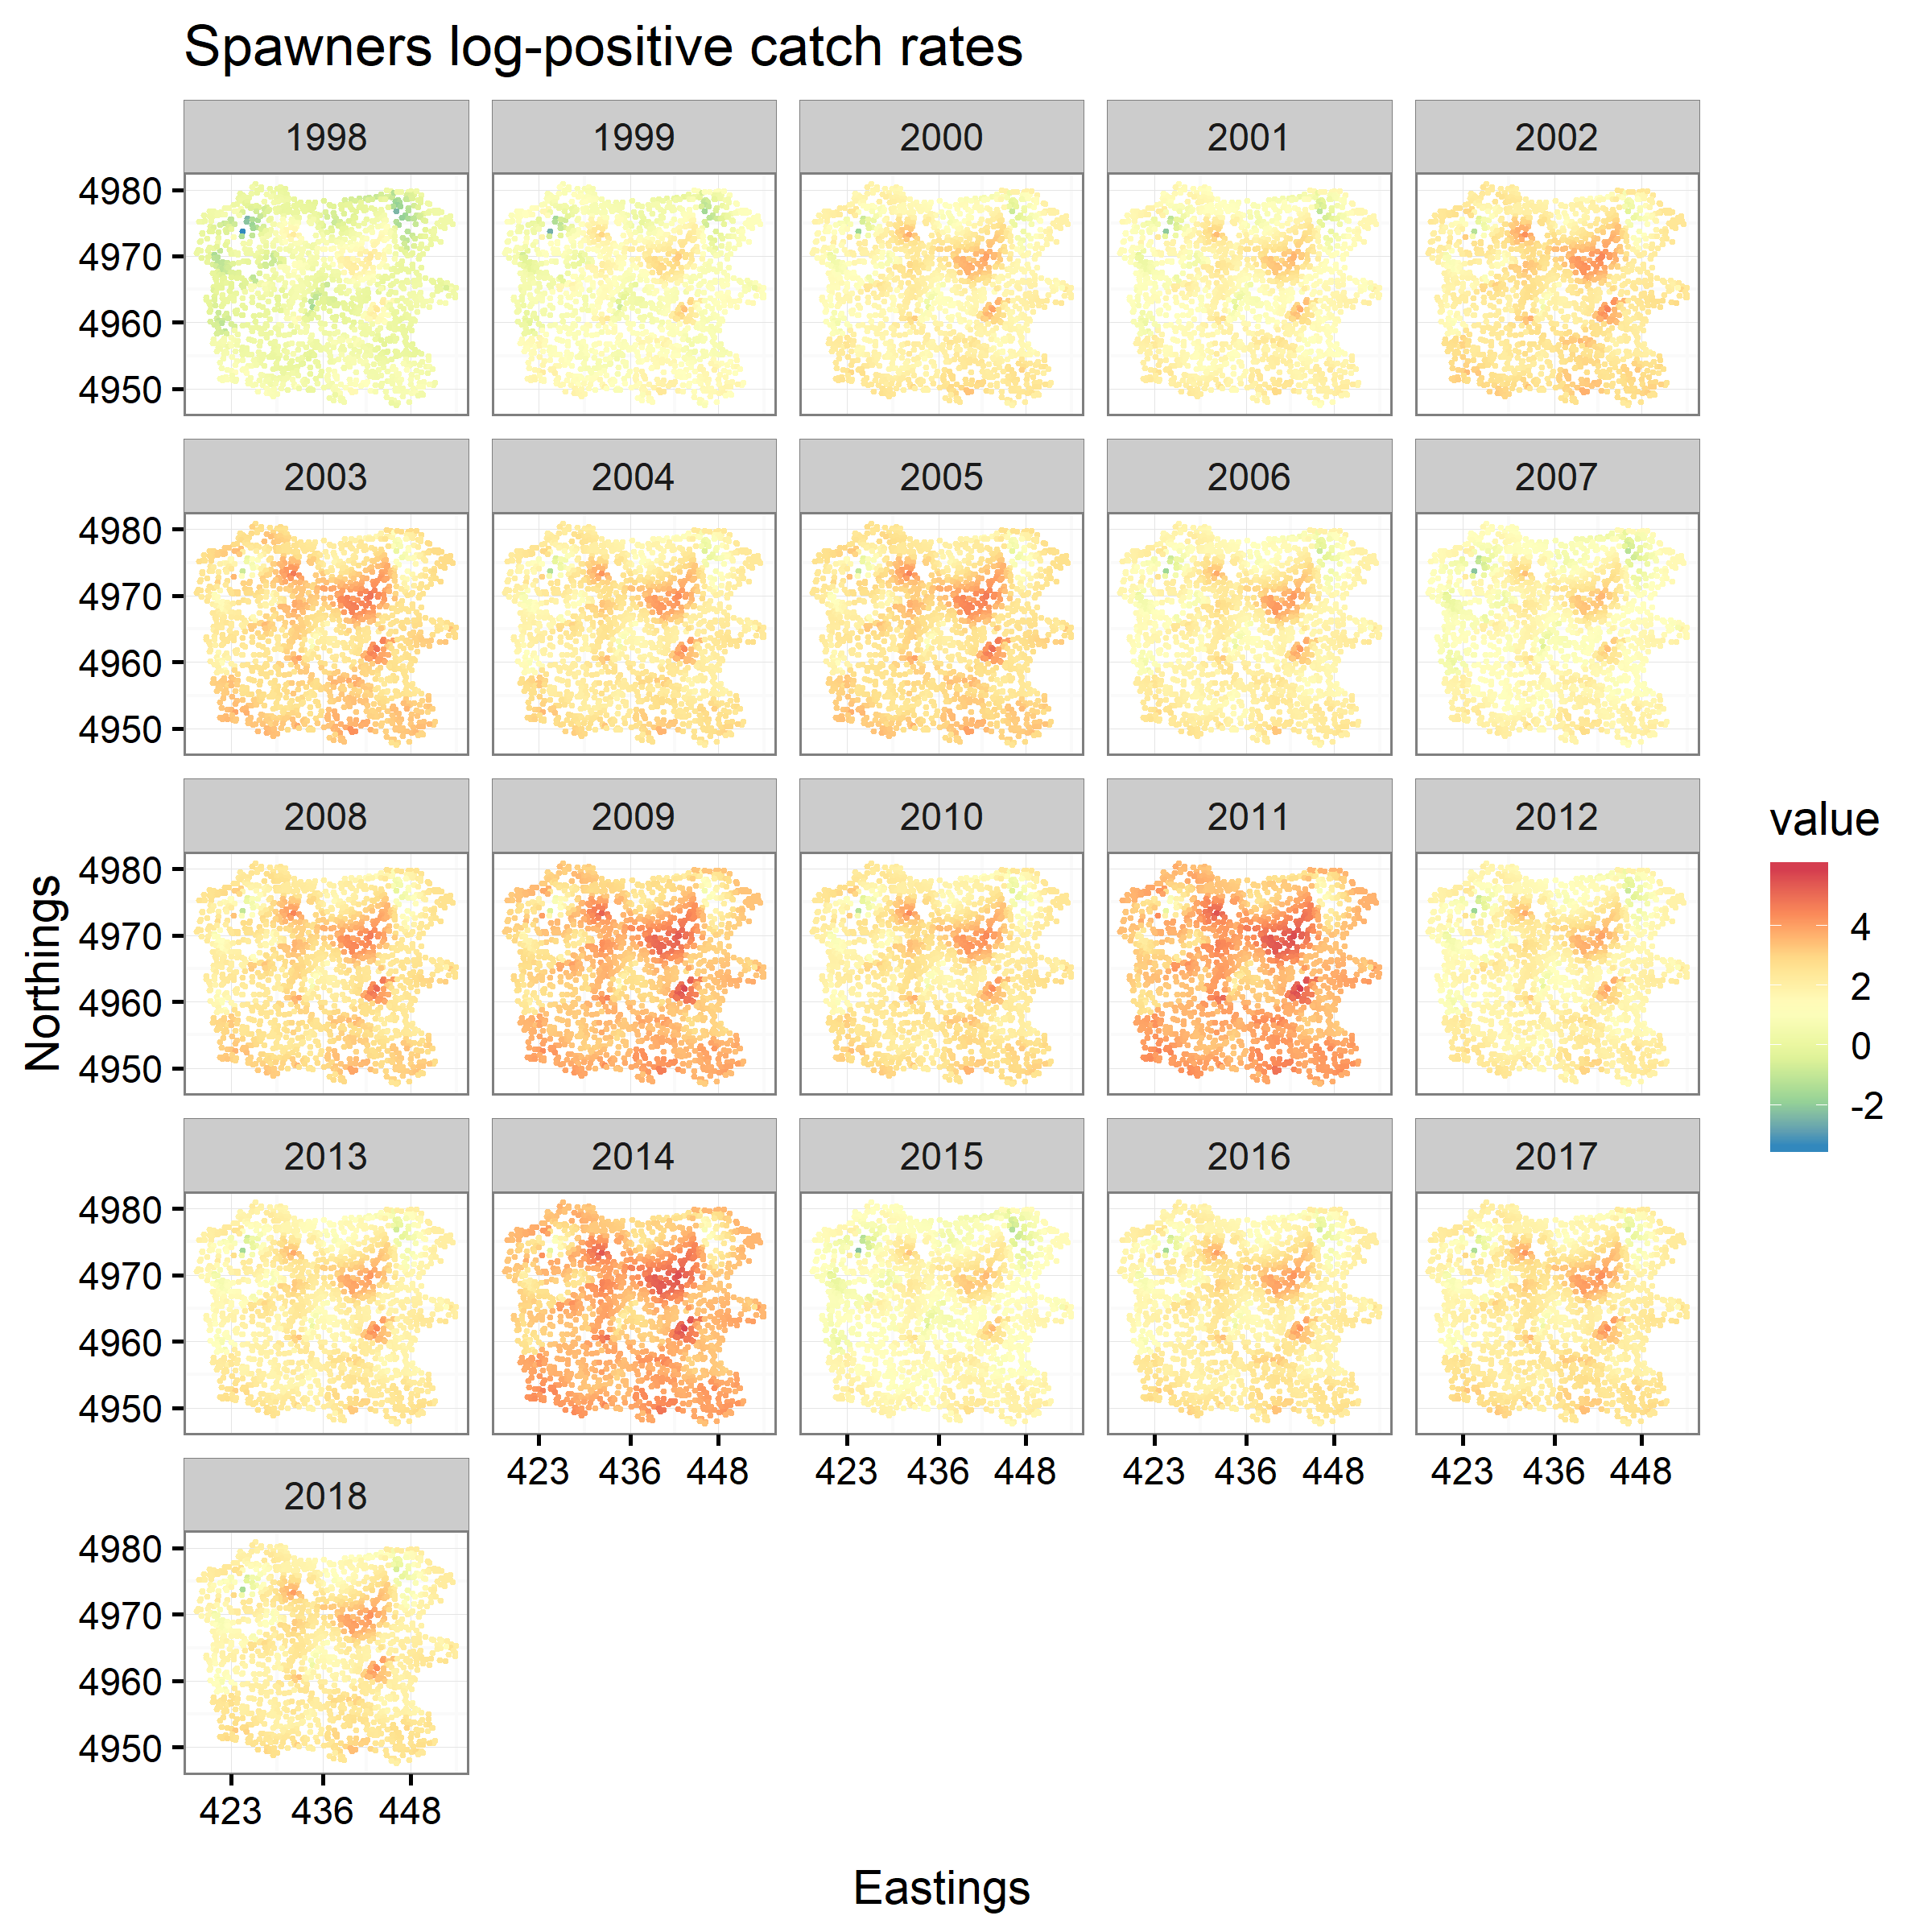 Spawners log-positive catch rates
1998 1999 2000 2001 2002
4980
4970
4960
4950
2003 2004 2005 2006 2007
4980
4970
4960
4950
2008 2009 2010 2011 2012
4980
4970
4960
4950
2013 2014 2015 2016 2017
4980
4970
4960
4950
423 436 448 423 436 448 423 436 448 423 436 448
2018
4980
4970
4960
4950
423 436 448
Eastings
Northings
value
4
2
0
-2